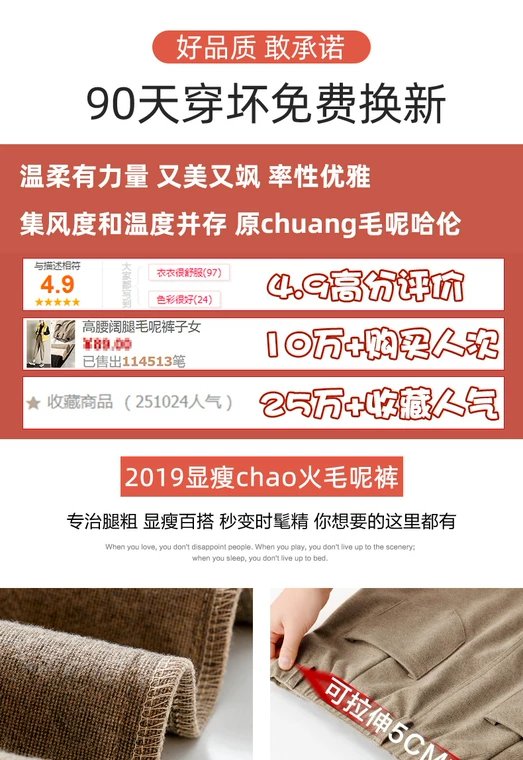 好品质 敢承诺
90天穿坏免费换新
温柔有力量 又美又飒 率性优雅
集风度和温度并存 原chuang毛呢哈伦
与描述相符
4.9
衣衣很舒服(97)
色彩很好(24)
4.9高分评价
高腰阔腿毛呢裤子女
¥89.00
已售出114513笔
10万+购买人次
收藏商品 （251024人气）
25万+收藏人气
2019显瘦chao火毛呢裤
专治腿粗 显瘦百搭 秒变时髦精 你想要的这里都有
When you love, you don't disappoint people. When you play, you don't live up to the scenery;
when you sleep, you don't live up to bed.
可拉伸5CM